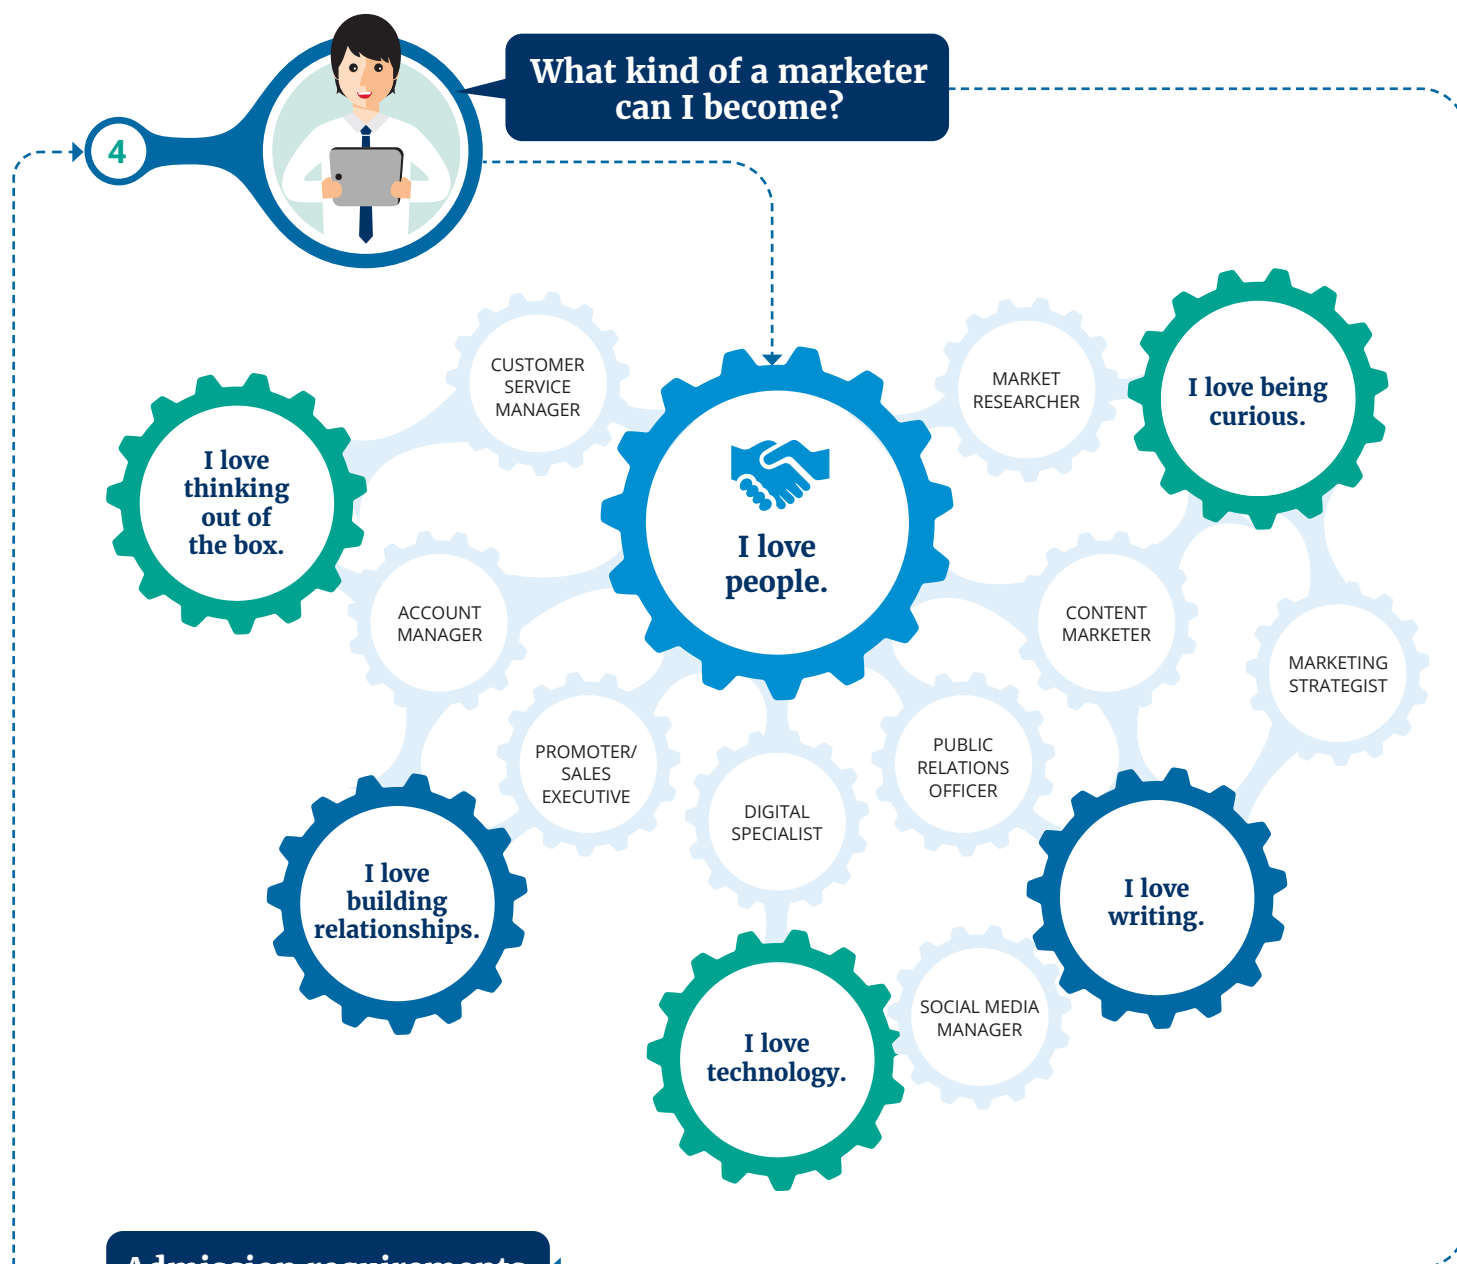 What kind of a marketer
can I become?
4
CUSTOMER
SERVICE
MANAGER
MARKET
RESEARCHER
I love being
curious.
I love
thinking
out of
the box.
I love
people.
ACCOUNT
MANAGER
CONTENT
MARKETER
MARKETING
STRATEGIST
PROMOTER/
SALES
EXECUTIVE
PUBLIC
RELATIONS
OFFICER
DIGITAL
SPECIALIST
I love
building
relationships.
I love
writing.
SOCIAL MEDIA
MANAGER
I love
technology.
Admission requirements